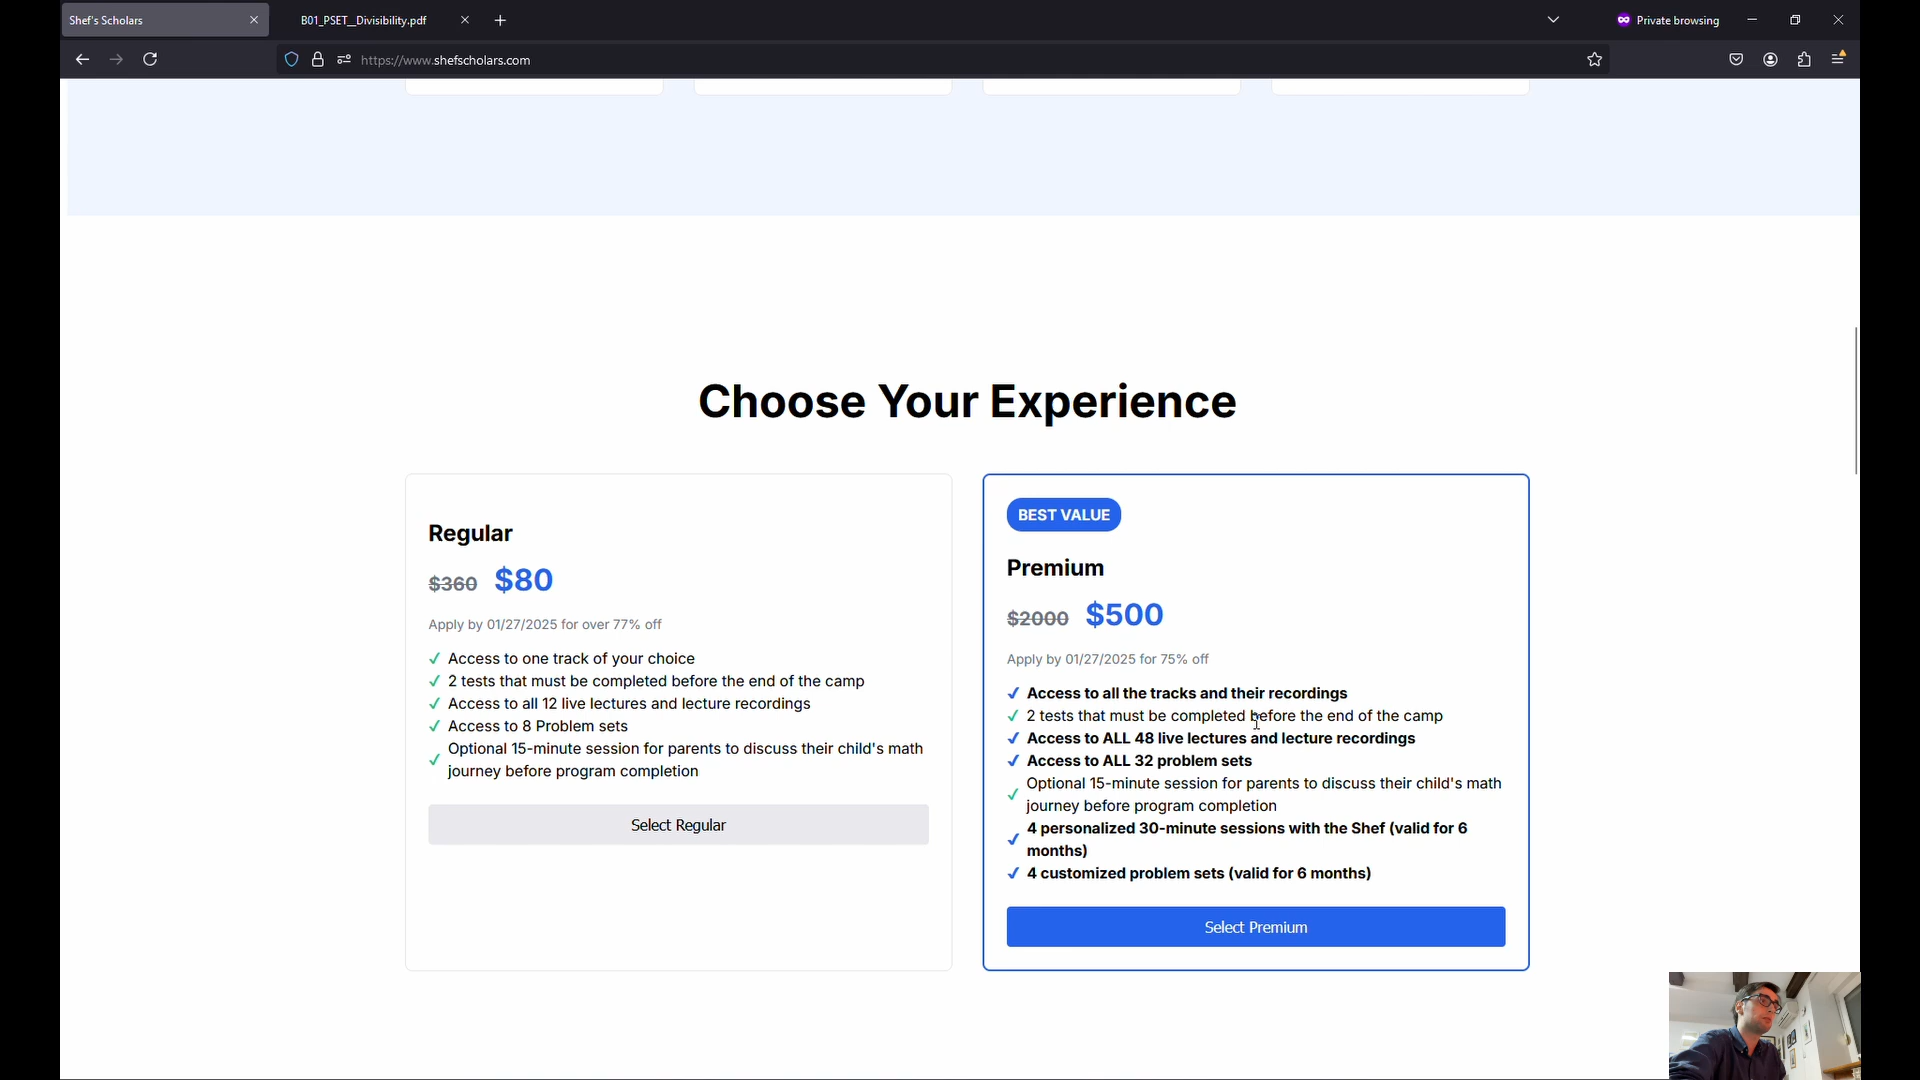 Shef's Scholars
B01_PSET__Divisibility.pdf
Private browsing
https://www.shefscholars.com
Choose Your Experience
Regular
$360 $80
Apply by 01/27/2025 for over 77% off
✓ Access to one track of your choice
✓ 2 tests that must be completed before the end of the camp
✓ Access to all 12 live lectures and lecture recordings
✓ Access to 8 Problem sets
✓ Optional 15-minute session for parents to discuss their child's math
journey before program completion
Select Regular
BEST VALUE
Premium
$2000 $500
Apply by 01/27/2025 for 75% off
✓ Access to all the tracks and their recordings
✓ 2 tests that must be completed before the end of the camp
✓ Access to ALL 48 live lectures and lecture recordings
✓ Access to ALL 32 problem sets
✓ Optional 15-minute session for parents to discuss their child's math
journey before program completion
✓ 4 personalized 30-minute sessions with the Shef (valid for 6
months)
✓ 4 customized problem sets (valid for 6 months)
Select Premium